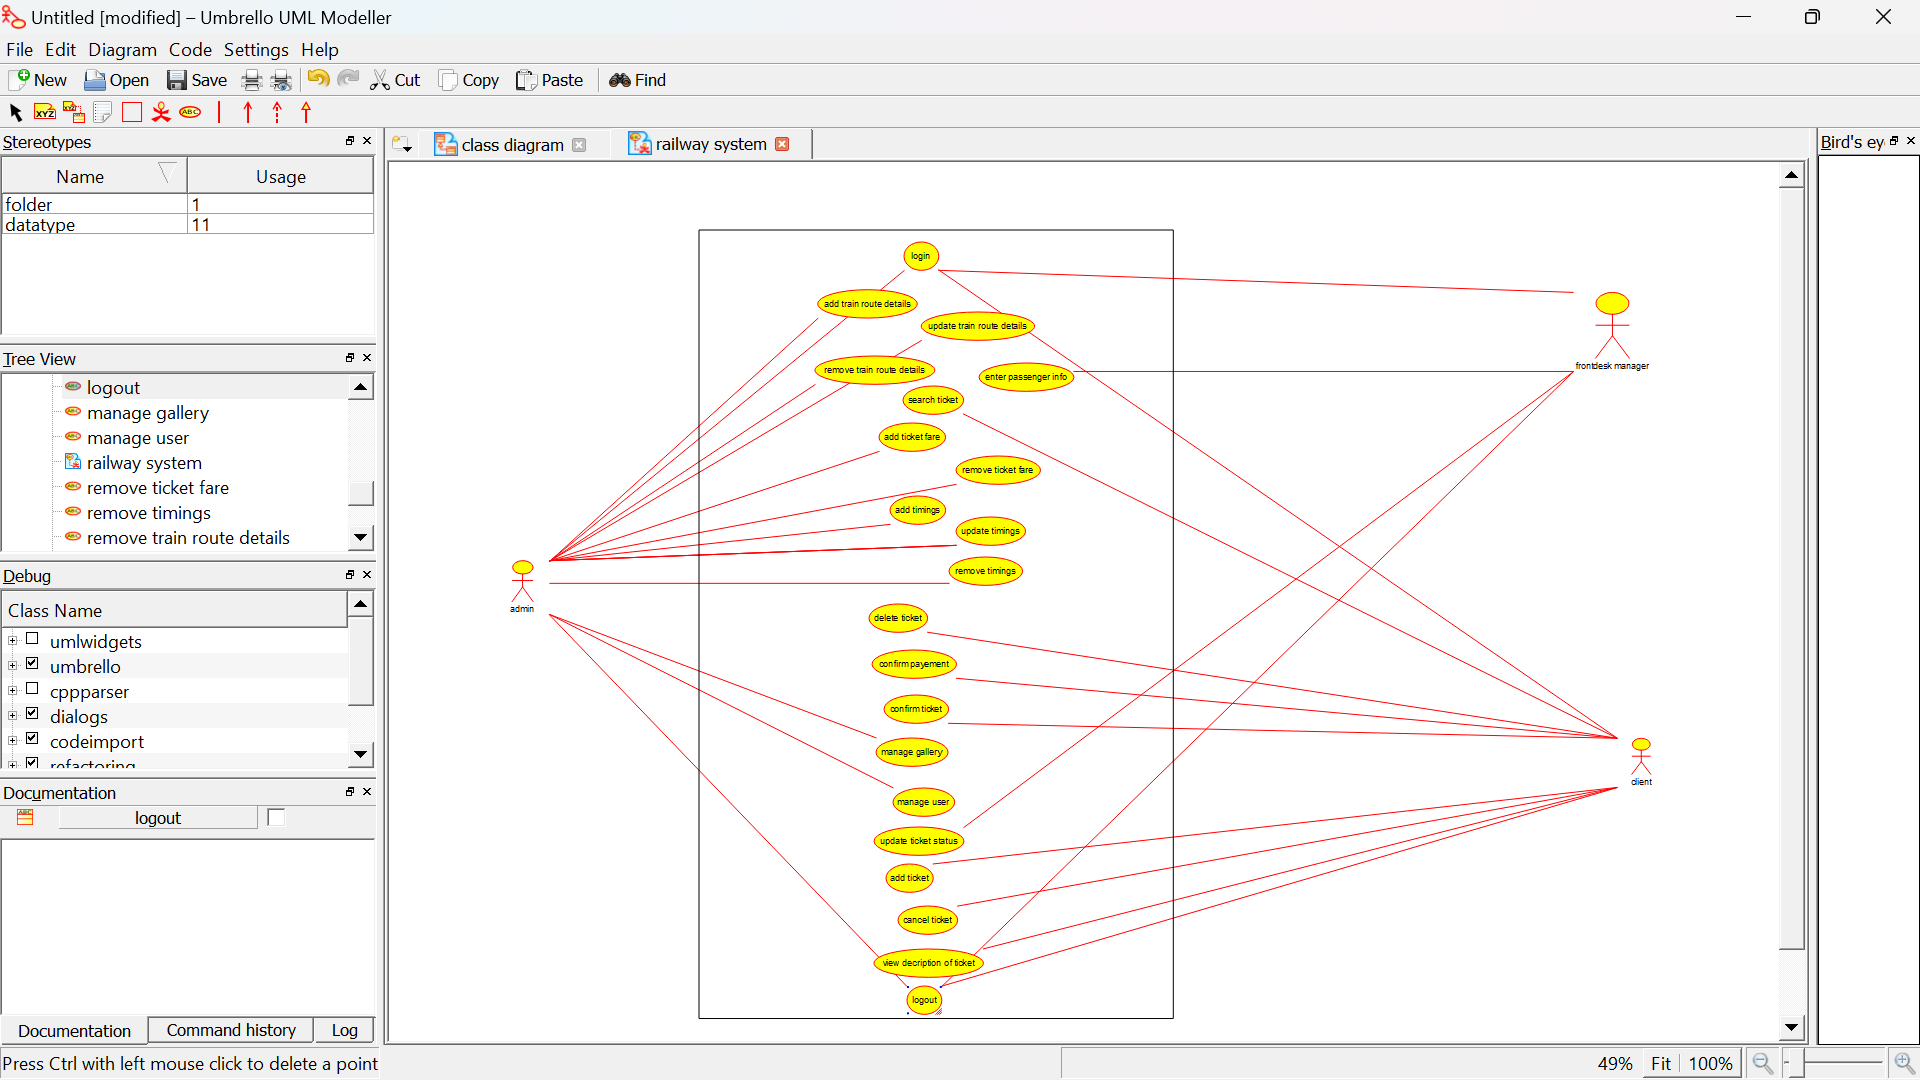 Untitled [modified] – Umbrello UML Modeller
File Edit Diagram Code Settings Help
New Open Save Cut Copy Paste Find
XYZ XYZ ABC
Stereotypes
Name Usage
folder 1
datatype 11
Tree View
logout
manage gallery
manage user
railway system
remove ticket fare
remove timings
remove train route details
Debug
Class Name
umlwidgets
umbrello
cppparser
dialogs
codeimport
refactoring
Documentation
logout
Documentation Command history Log
Press Ctrl with left mouse click to delete a point
class diagram railway system
login
add train route details
update train route details
remove train route details
enter passenger info
search ticket
add ticket fare
remove ticket fare
add timings
update timings
remove timings
delete ticket
confirm payement
confirm ticket
manage gallery
manage user
update ticket status
add ticket
cancel ticket
view decription of ticket
logout
admin
frontdesk manager
client
Bird's ey
49% Fit 100%